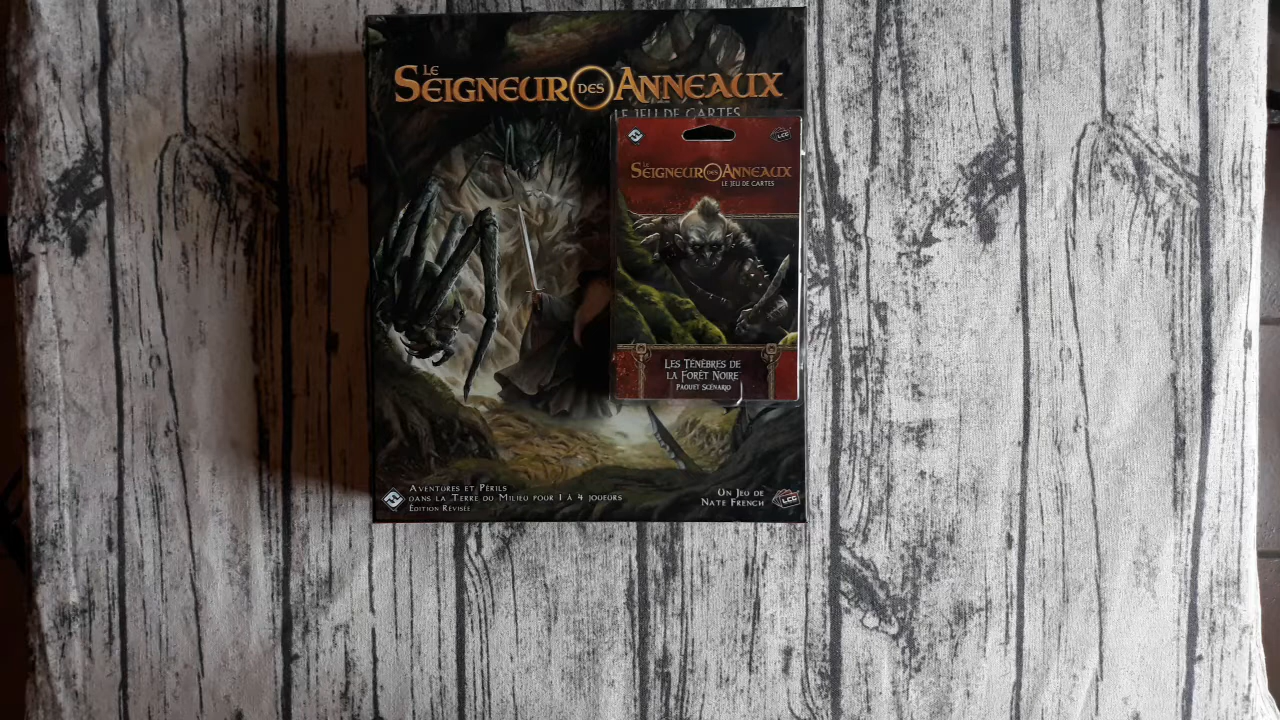 LE
SEIGNEUR DES ANNEAUX
LE JEU DE CARTES
LCG
LE
SEIGNEUR DES ANNEAUX
LE JEU DE CARTES
LES TÉNÈBRES DE
LA FORÊT NOIRE
PAQUET SCÉNARIO
AVENTURES ET PÉRILS
DANS LA TERRE DU MILIEU POUR 1 À 4 JOUEURS
ÉDITION RÉVISÉE
UN JEU DE
NATE FRENCH
LCG